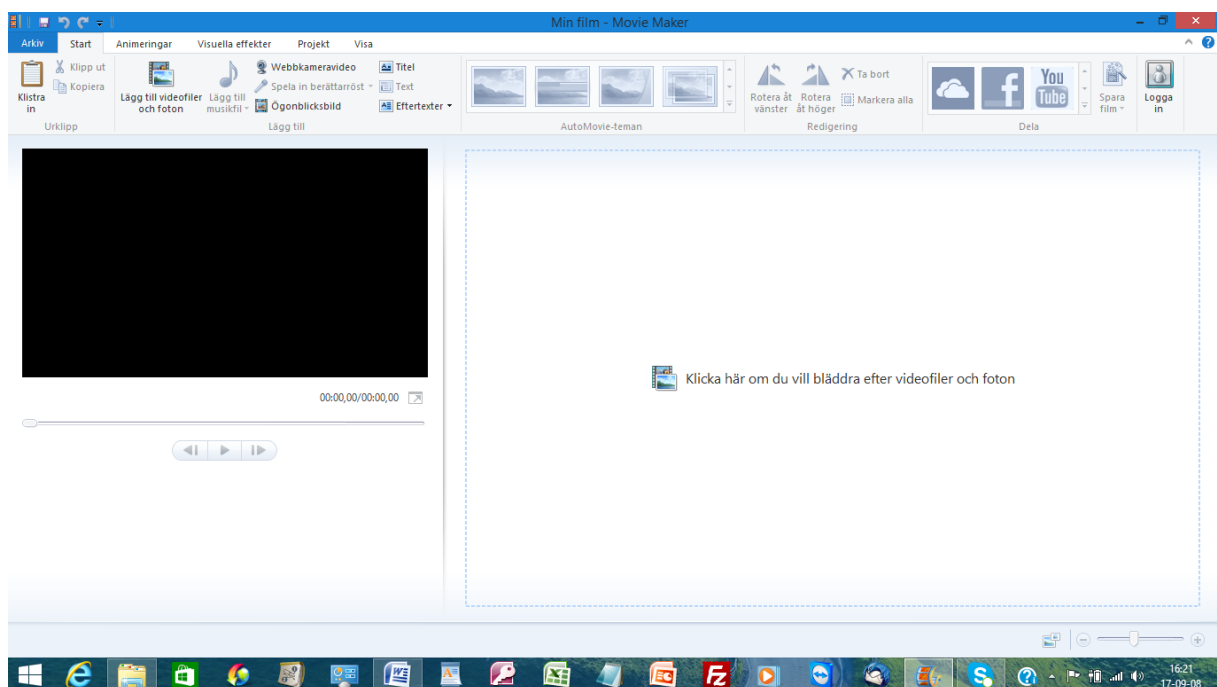 Min film - Movie Maker
Arkiv Start Animeringar Visuella effekter Projekt Visa
Klistra in
Klipp ut
Kopiera
Urklipp
Lägg till videofiler och foton
Lägg till musikfil
Webbkameravideo
Spela in berättarröst
Ögonblicksbild
Titel
Text
Eftertexter
Lägg till
AutoMovie-teman
Rotera åt vänster
Rotera åt höger
Ta bort
Markera alla
Redigering
You Tube
Dela
Spara film
Logga in
00:00,00/00:00,00
Klicka här om du vill bläddra efter videofiler och foton
16:21
17-09-08